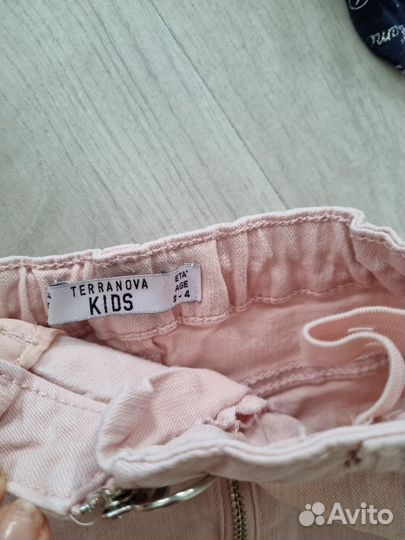 TERRANOVA
KIDS
ETA'
AGE
3-4
Avito